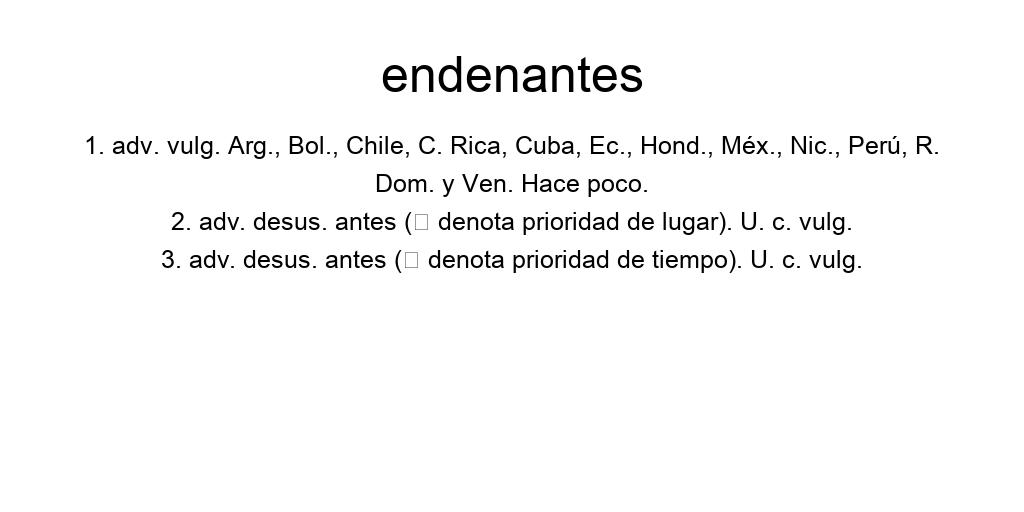 endenantes
1. adv. vulg. Arg., Bol., Chile, C. Rica, Cuba, Ec., Hond., Méx., Nic., Perú, R.
Dom. y Ven. Hace poco.
2. adv. desus. antes (□ denota prioridad de lugar). U. c. vulg.
3. adv. desus. antes (□ denota prioridad de tiempo). U. c. vulg.